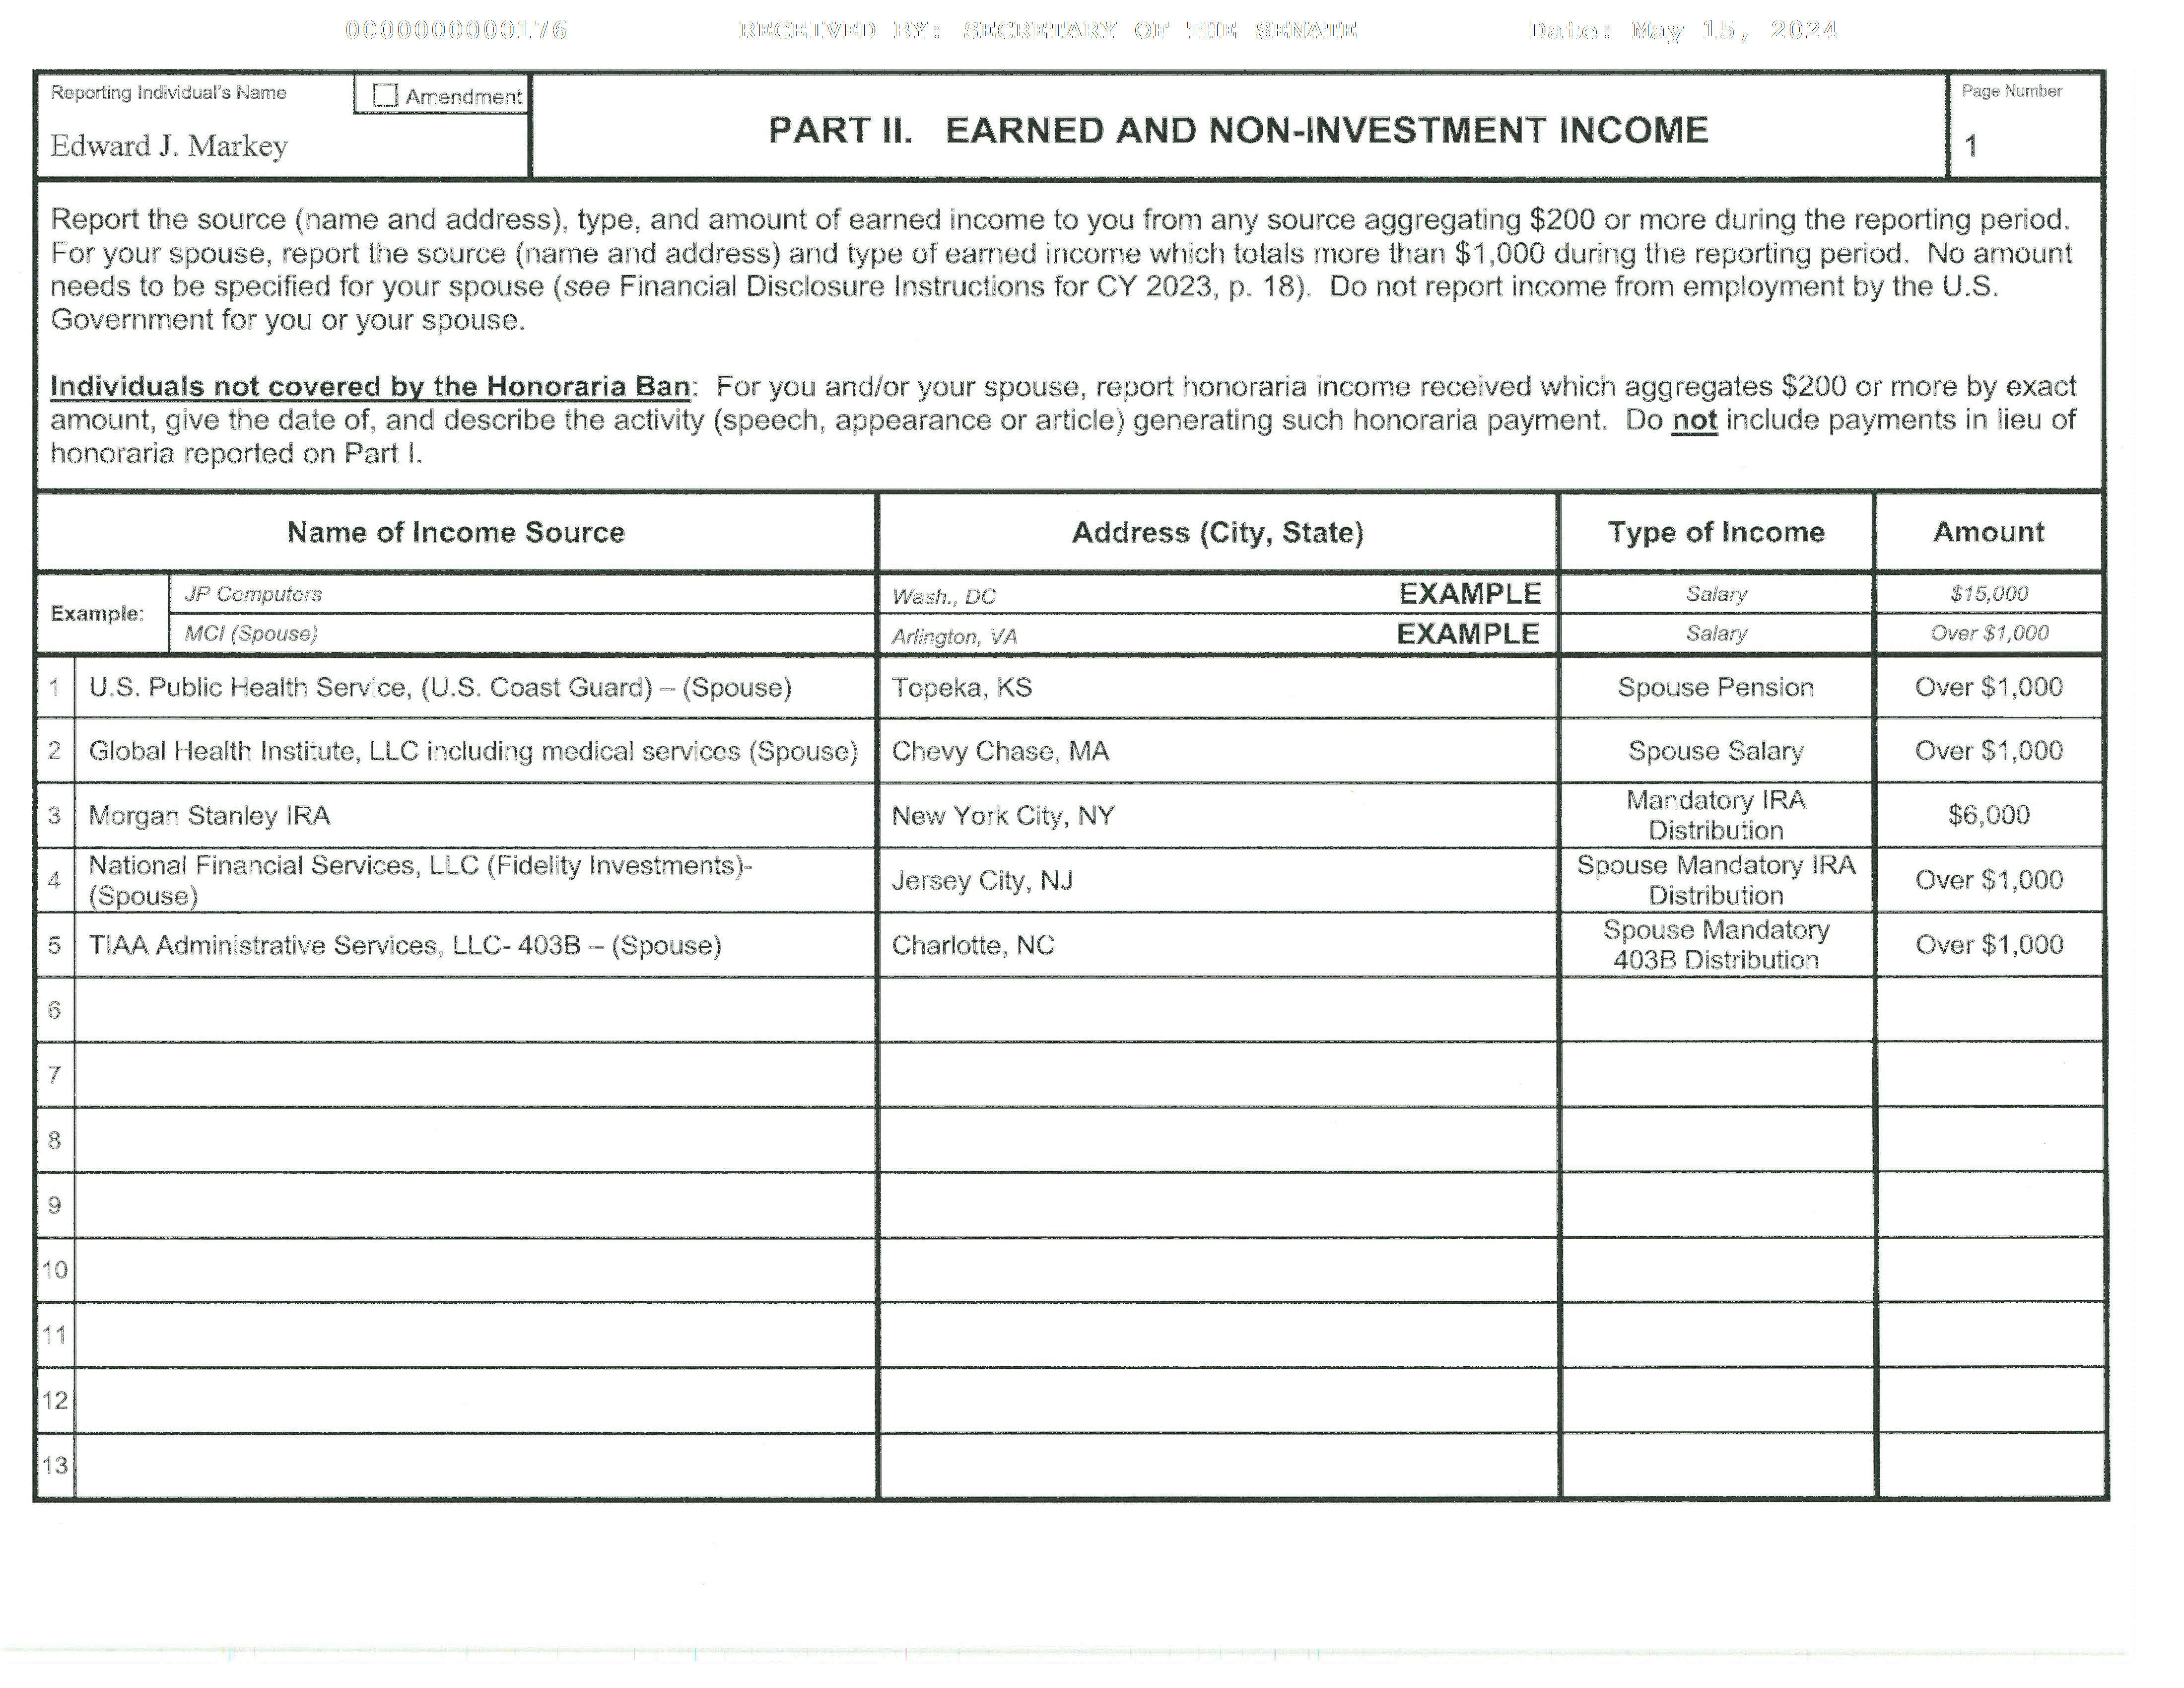 0000000000176 RECEIVED BY: SECRETARY OF THE SENATE Date: May 15, 2024
Reporting Individual's Name
Amendment
Edward J. Markey
PART II. EARNED AND NON-INVESTMENT INCOME
Page Number
1
Report the source (name and address), type, and amount of earned income to you from any source aggregating $200 or more during the reporting period.
For your spouse, report the source (name and address) and type of earned income which totals more than $1,000 during the reporting period. No amount
needs to be specified for your spouse (see Financial Disclosure Instructions for CY 2023, p. 18). Do not report income from employment by the U.S.
Government for you or your spouse.
Individuals not covered by the Honoraria Ban: For you and/or your spouse, report honoraria income received which aggregates $200 or more by exact
amount, give the date of, and describe the activity (speech, appearance or article) generating such honoraria payment. Do not include payments in lieu of
honoraria reported on Part I.
Name of Income Source Address (City, State) Type of Income Amount
Example:
JP Computers Wash., DC EXAMPLE Salary $15,000
MCI (Spouse) Arlington, VA EXAMPLE Salary Over $1,000
1 U.S. Public Health Service, (U.S. Coast Guard) – (Spouse) Topeka, KS Spouse Pension Over $1,000
2 Global Health Institute, LLC including medical services (Spouse) Chevy Chase, MA Spouse Salary Over $1,000
3 Morgan Stanley IRA New York City, NY Mandatory IRA
Distribution $6,000
4 National Financial Services, LLC (Fidelity Investments)-
(Spouse) Jersey City, NJ Spouse Mandatory IRA
Distribution Over $1,000
5 TIAA Administrative Services, LLC- 403B – (Spouse) Charlotte, NC Spouse Mandatory
403B Distribution Over $1,000
6
7
8
9
10
11
12
13